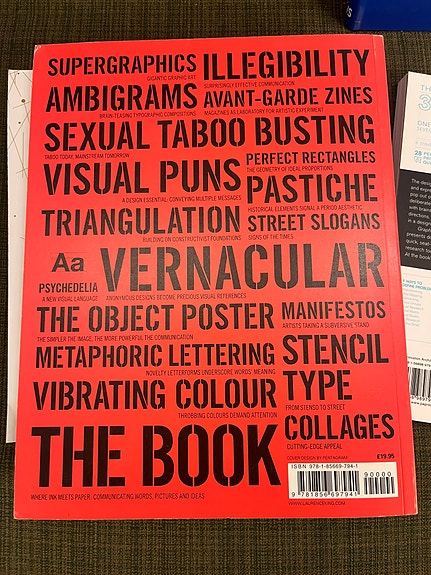 SUPERGRAPHICS
GIGANTIC GRAPHIC ART
ILLEGIBILITY
SURPRISINGLY EFFECTIVE COMMUNICATION
AMBIGRAMS
BRAIN-TEASING TYPOGRAPHIC COMPOSITIONS
AVANT GARDE ZINES
MAGAZINES AS LABORATORY FOR ARTISTIC EXPERIMENT
SEXUAL TABOO BUSTING
TABOO TODAY, MAINSTREAM TOMORROW
VISUAL PUNS
A DESIGN ESSENTIAL: CONVEYING MULTIPLE MESSAGES
PERFECT RECTANGLES
THE GEOMETRY OF IDEAL PROPORTIONS
PASTICHE
HISTORICAL ELEMENTS SIGNAL A PERIOD AESTHETIC
TRIANGULATION
BUILDING ON CONSTRUCTIVIST FOUNDATIONS
STREET SLOGANS
SIGNS OF THE TIMES
Aa
PSYCHEDELIA
A NEW VISUAL LANGUAGE
VERNACULAR
ANONYMOUS DESIGNS BECOME PRECIOUS VISUAL REFERENCES
THE OBJECT POSTER
THE SIMPLER THE IMAGE, THE MORE POWERFUL THE COMMUNICATION
MANIFESTOS
ARTISTS TAKING A SUBVERSIVE STAND
METAPHORIC LETTERING
NOVELTY LETTERFORMS UNDERSCORE WORDS' MEANING
STENCIL
TYPE
FROM STENSO TO STREET
VIBRATING COLOUR
THROBBING COLOURS DEMAND ATTENTION
COLLAGES
CUTTING-EDGE APPEAL
THE BOOK
WHERE INK MEETS PAPER, COMMUNICATING WORDS, PICTURES AND IDEAS
COVER DESIGN BY PENTAGRAM
£19.95
ISBN 978-1-85669-794-1
90000
9 781856 697941
WWW.LAURENCEKING.COM